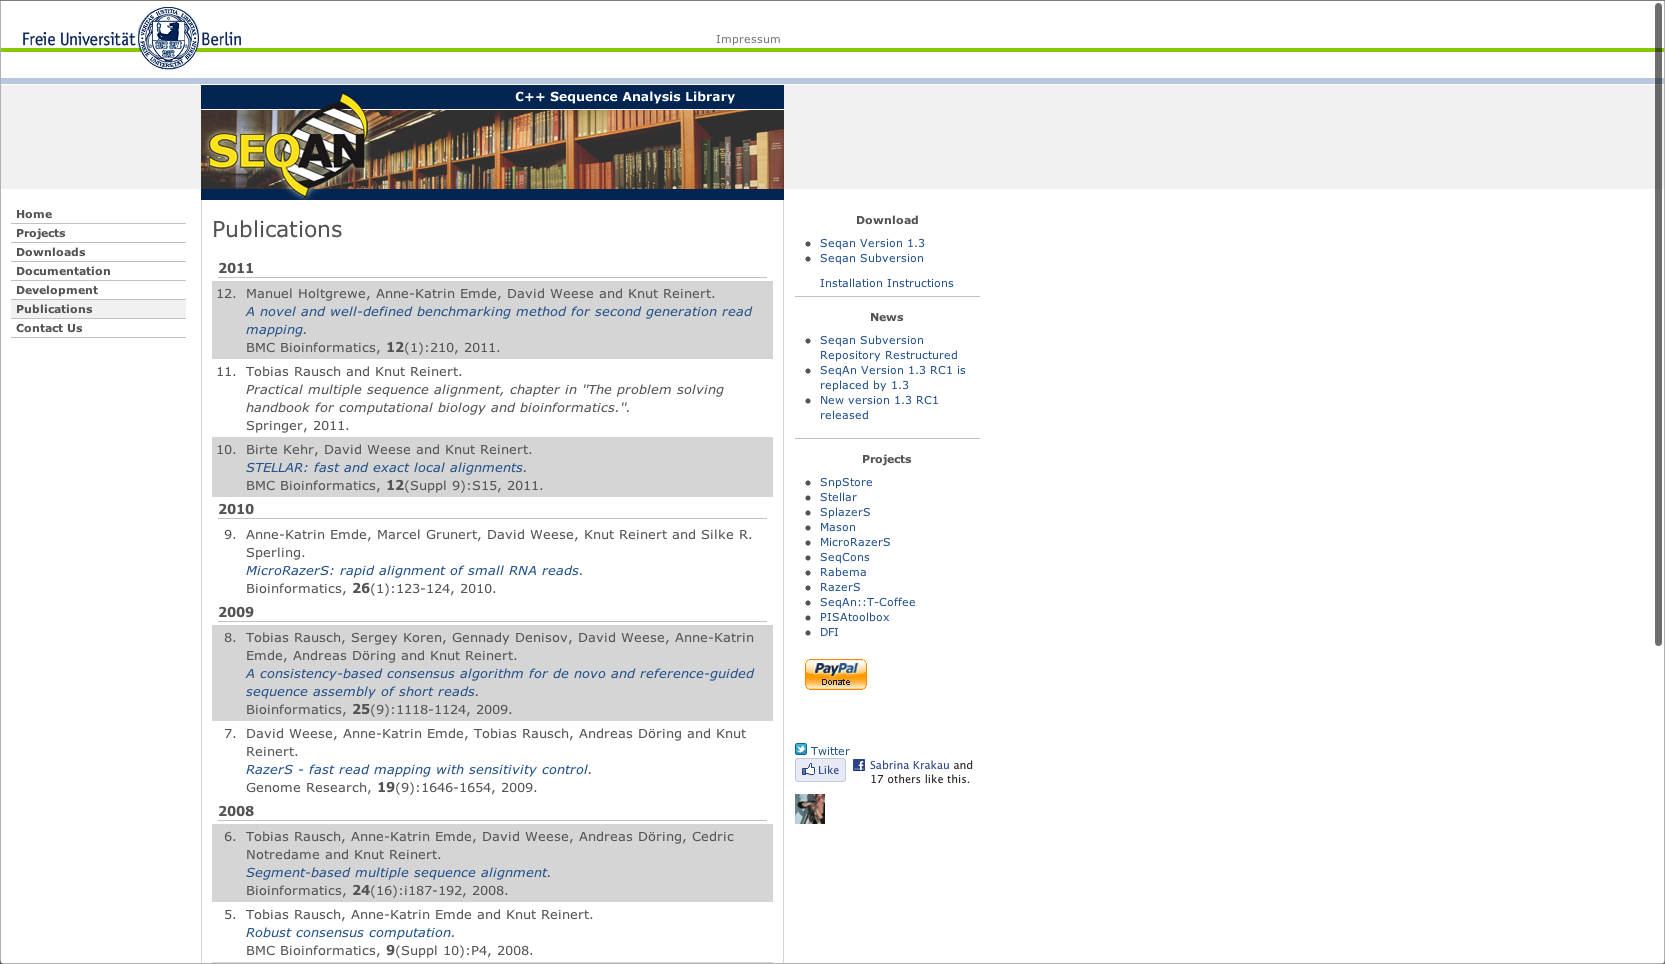 Freie Universität Berlin
Impressum
C++ Sequence Analysis Library
SEQAN
Home
Projects
Downloads
Documentation
Development
Publications
Contact Us
Publications
2011
12. Manuel Holtgrewe, Anne-Katrin Emde, David Weese and Knut Reinert.
A novel and well-defined benchmarking method for second generation read
mapping.
BMC Bioinformatics, 12(1):210, 2011.
11. Tobias Rausch and Knut Reinert.
Practical multiple sequence alignment, chapter in "The problem solving
handbook for computational biology and bioinformatics.".
Springer, 2011.
10. Birte Kehr, David Weese and Knut Reinert.
STELLAR: fast and exact local alignments.
BMC Bioinformatics, 12(Suppl 9):S15, 2011.
2010
9. Anne-Katrin Emde, Marcel Grunert, David Weese, Knut Reinert and Silke R.
Sperling.
MicroRazerS: rapid alignment of small RNA reads.
Bioinformatics, 26(1):123-124, 2010.
2009
8. Tobias Rausch, Sergey Koren, Gennady Denisov, David Weese, Anne-Katrin
Emde, Andreas Döring and Knut Reinert.
A consistency-based consensus algorithm for de novo and reference-guided
sequence assembly of short reads.
Bioinformatics, 25(9):1118-1124, 2009.
7. David Weese, Anne-Katrin Emde, Tobias Rausch, Andreas Döring and Knut
Reinert.
RazerS - fast read mapping with sensitivity control.
Genome Research, 19(9):1646-1654, 2009.
2008
6. Tobias Rausch, Anne-Katrin Emde, David Weese, Andreas Döring, Cedric
Notredame and Knut Reinert.
Segment-based multiple sequence alignment.
Bioinformatics, 24(16):i187-192, 2008.
5. Tobias Rausch, Anne-Katrin Emde and Knut Reinert.
Robust consensus computation.
BMC Bioinformatics, 9(Suppl 10):P4, 2008.
Download
Seqan Version 1.3
Seqan Subversion
Installation Instructions
News
Seqan Subversion
Repository Restructured
SeqAn Version 1.3 RC1 is
replaced by 1.3
New version 1.3 RC1
released
Projects
SnpStore
Stellar
SplazerS
Mason
MicroRazerS
SeqCons
Rabema
RazerS
SeqAn::T-Coffee
PISAtoolbox
DFI
PayPal
Donate
Twitter
Like
Sabrina Krakau and
17 others like this.